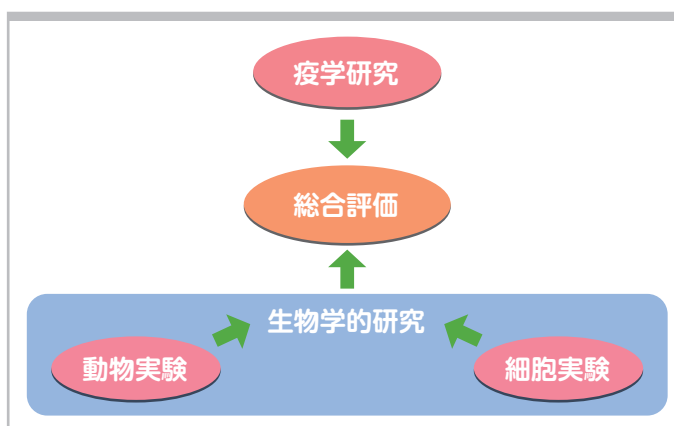 疫学研究
総合評価
生物学的研究
動物実験
細胞実験